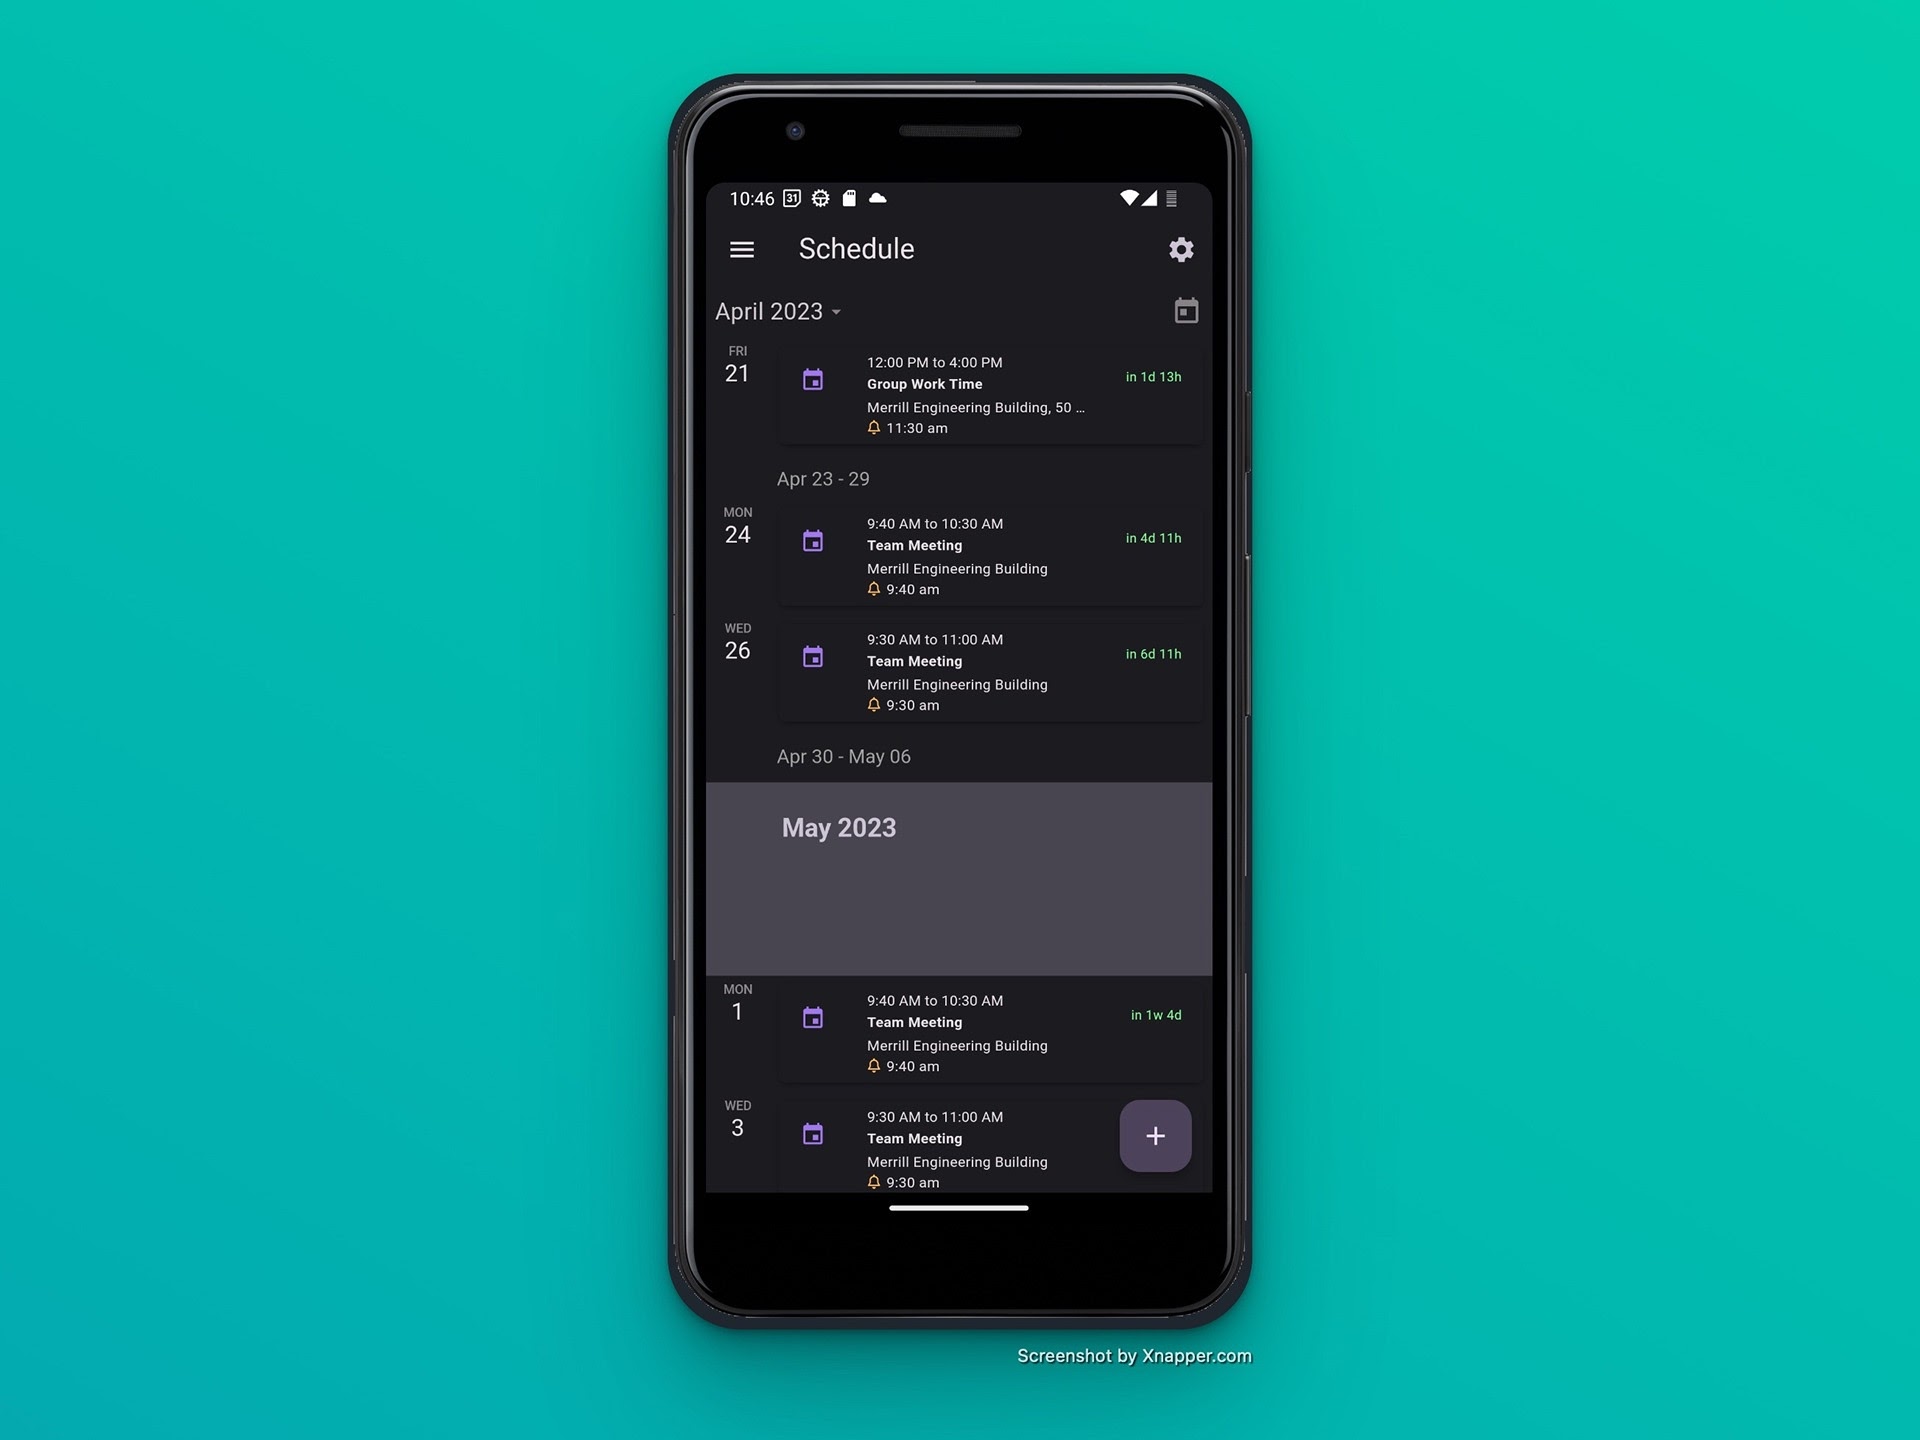 10:46 31
Schedule
April 2023
FRI
21
12:00 PM to 4:00 PM
Group Work Time
Merrill Engineering Building, 50 ...
11:30 am
in 1d 13h
Apr 23 - 29
MON
24
9:40 AM to 10:30 AM
Team Meeting
Merrill Engineering Building
9:40 am
in 4d 11h
WED
26
9:30 AM to 11:00 AM
Team Meeting
Merrill Engineering Building
9:30 am
in 6d 11h
Apr 30 - May 06
May 2023
MON
1
9:40 AM to 10:30 AM
Team Meeting
Merrill Engineering Building
9:40 am
in 1w 4d
WED
3
9:30 AM to 11:00 AM
Team Meeting
Merrill Engineering Building
9:30 am
+
Screenshot by Xnapper.com